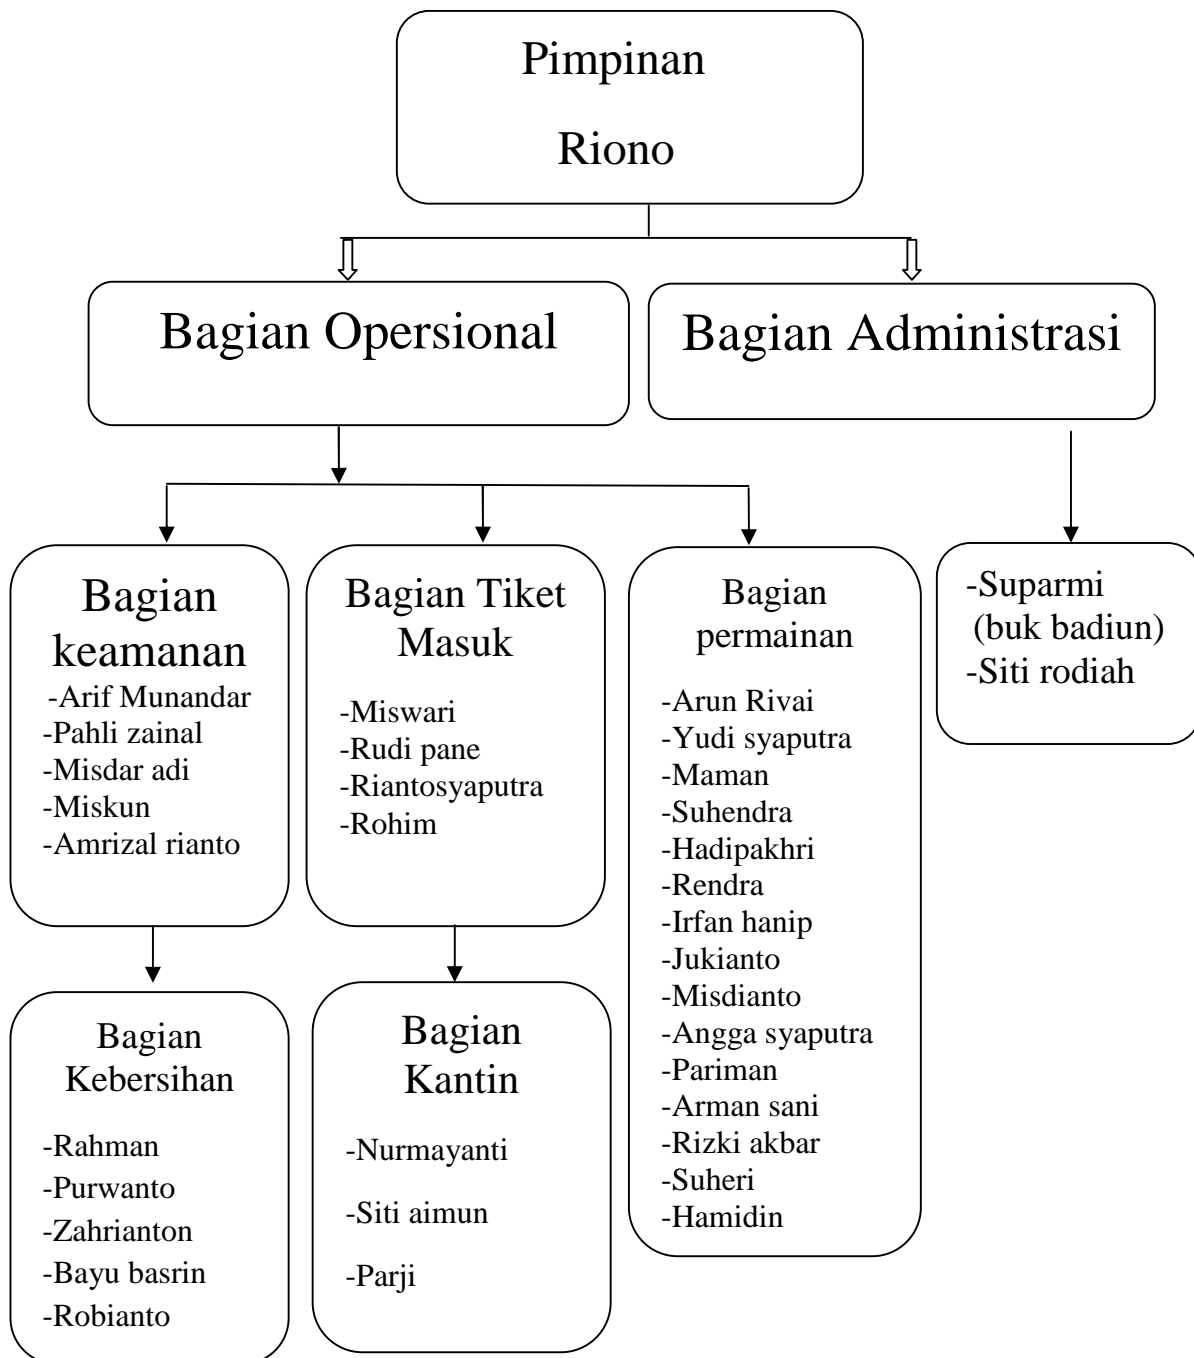 Pimpinan
Riono
Bagian Opersional
Bagian Administrasi
Bagian
keamanan
-Arif Munandar
-Pahli zainal
-Misdar adi
-Miskun
-Amrizal rianto
Bagian Tiket
Masuk
-Miswari
-Rudi pane
-Riantosyaputra
-Rohim
Bagian
permainan
-Arun Rivai
-Yudi syaputra
-Maman
-Suhendra
-Hadipakhri
-Rendra
-Irfan hanip
-Jukianto
-Misdianto
-Angga syaputra
-Pariman
-Arman sani
-Rizki akbar
-Suheri
-Hamidin
-Suparmi
(buk badiun)
-Siti rodiah
Bagian
Kebersihan
-Rahman
-Purwanto
-Zahrianton
-Bayu basrin
-Robianto
Bagian
Kantin
-Nurmayanti
-Siti aimun
-Parji